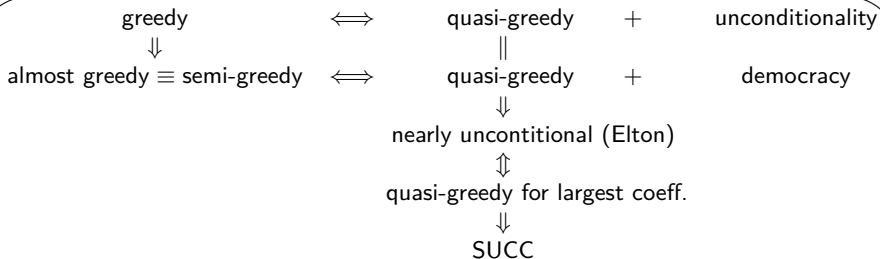 greedy ⟺ quasi-greedy + unconditionality
⇓ ||
almost greedy ≡ semi-greedy ⟺ quasi-greedy + democracy
⇓
nearly uncontitional (Elton)
⇕
quasi-greedy for largest coeff.
⇓
SUCC